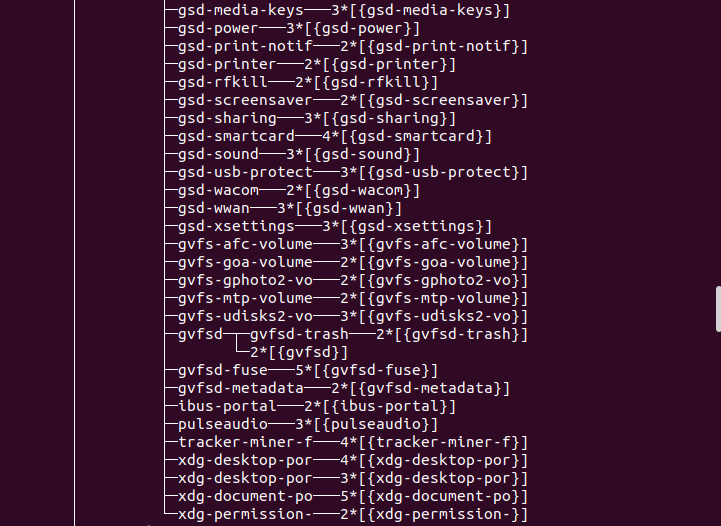 ├─gsd-media-keys───3*[{gsd-media-keys}]
├─gsd-power───3*[{gsd-power}]
├─gsd-print-notif───2*[{gsd-print-notif}]
├─gsd-printer───2*[{gsd-printer}]
├─gsd-rfkill───2*[{gsd-rfkill}]
├─gsd-screensaver───2*[{gsd-screensaver}]
├─gsd-sharing───3*[{gsd-sharing}]
├─gsd-smartcard───4*[{gsd-smartcard}]
├─gsd-sound───3*[{gsd-sound}]
├─gsd-usb-protect───3*[{gsd-usb-protect}]
├─gsd-wacom───2*[{gsd-wacom}]
├─gsd-wwan───3*[{gsd-wwan}]
├─gsd-xsettings───3*[{gsd-xsettings}]
├─gvfs-afc-volume───3*[{gvfs-afc-volume}]
├─gvfs-goa-volume───2*[{gvfs-goa-volume}]
├─gvfs-gphoto2-vo───2*[{gvfs-gphoto2-vo}]
├─gvfs-mtp-volume───2*[{gvfs-mtp-volume}]
├─gvfs-udisks2-vo───3*[{gvfs-udisks2-vo}]
├─gvfsd─┬─gvfsd-trash───2*[{gvfsd-trash}]
│       └─2*[{gvfsd}]
├─gvfsd-fuse───5*[{gvfsd-fuse}]
├─gvfsd-metadata───2*[{gvfsd-metadata}]
├─ibus-portal───2*[{ibus-portal}]
├─pulseaudio───3*[{pulseaudio}]
├─tracker-miner-f───4*[{tracker-miner-f}]
├─xdg-desktop-por───4*[{xdg-desktop-por}]
├─xdg-desktop-por───3*[{xdg-desktop-por}]
├─xdg-document-po───5*[{xdg-document-po}]
└─xdg-permission-───2*[{xdg-permission-}]